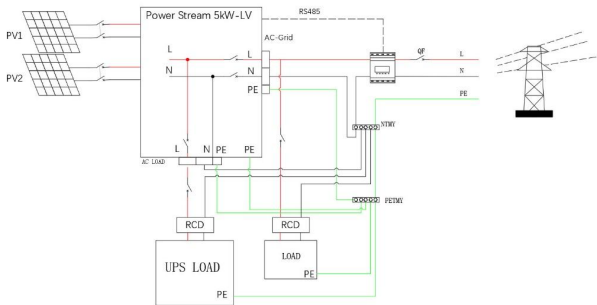 Power Stream 5kW-LV
RS485
PV1
AC-Grid
L
L
QF
L
N
N
N
PV2
PE
PE
NTMY
L
N
PE
PE
AC LOAD
PETMY
RCD
RCD
UPS LOAD
LOAD
PE
PE